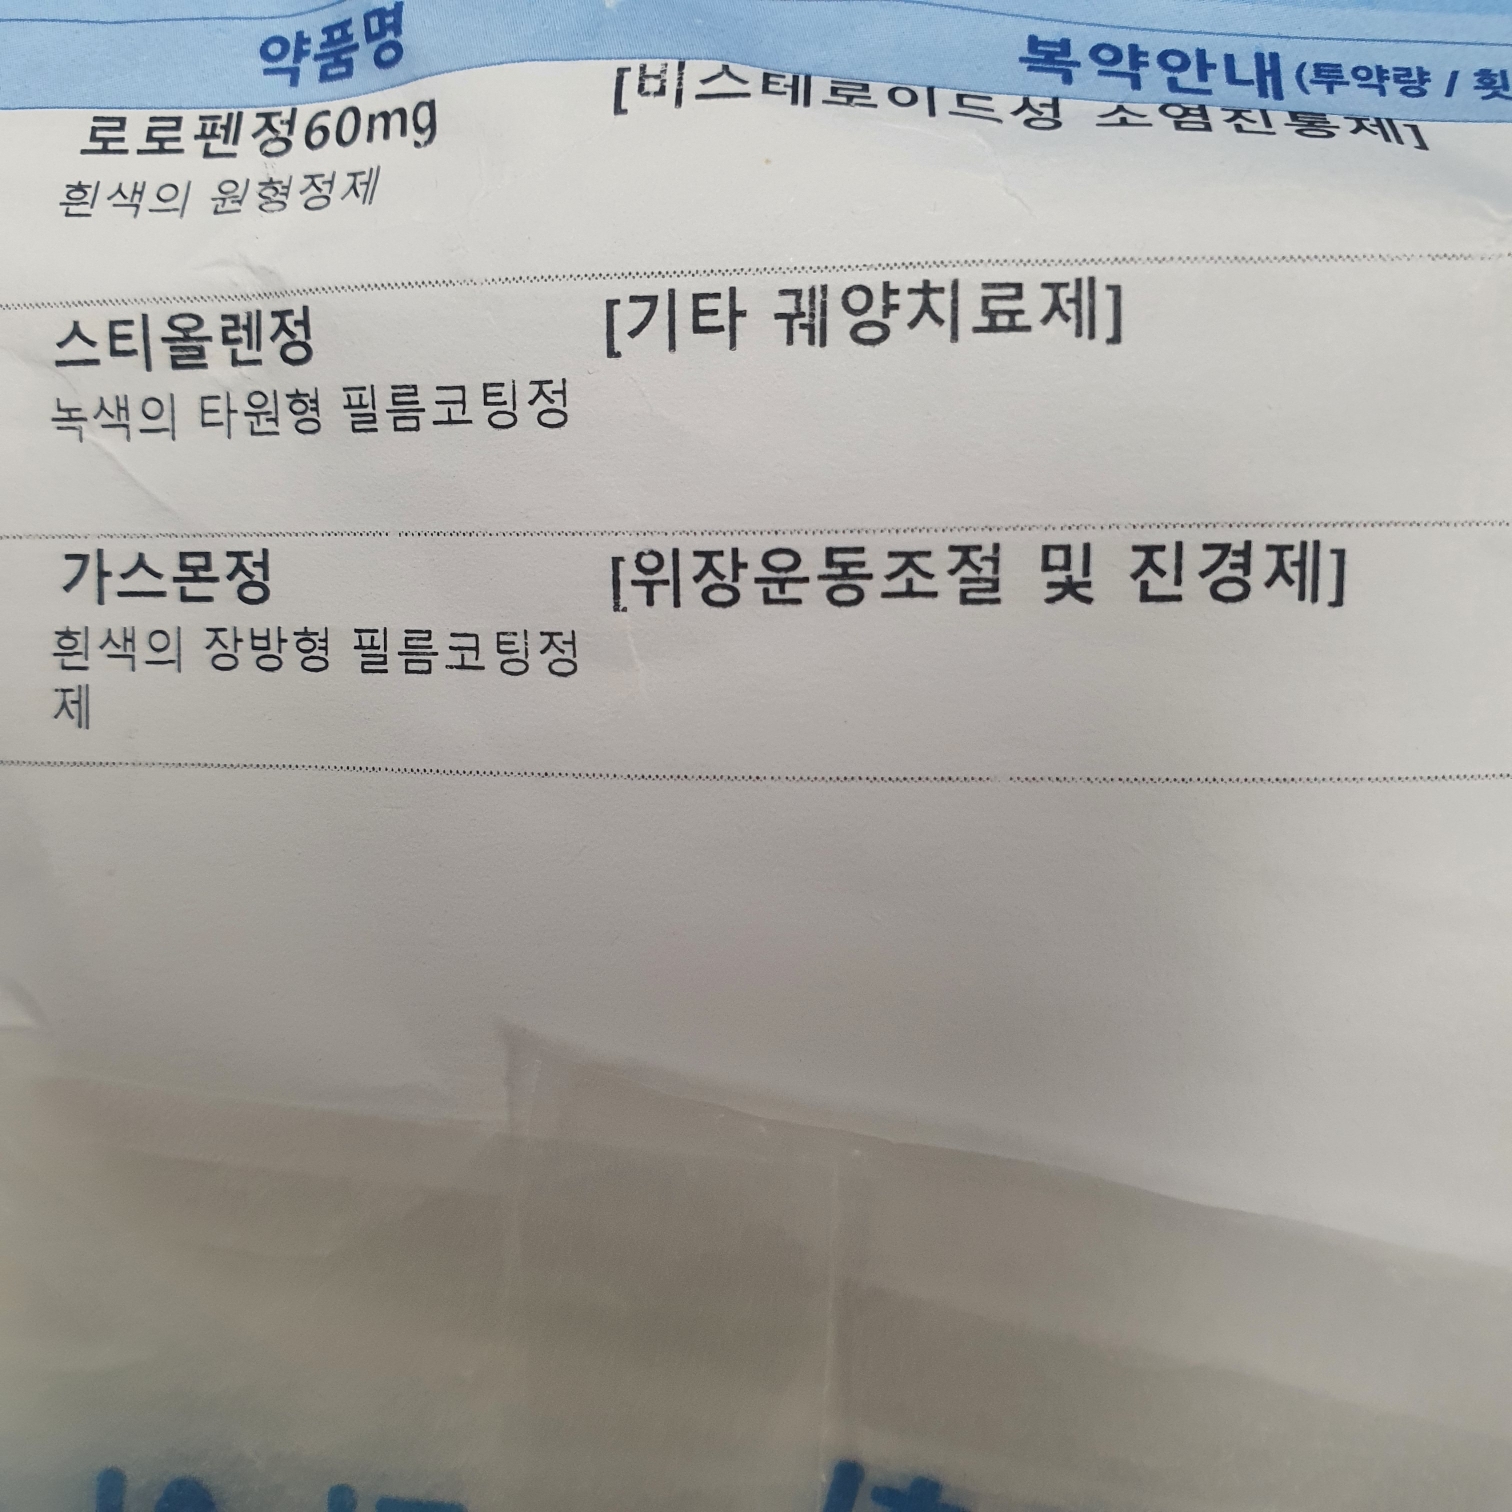 약품명 복약안내(투약량 / 횟
로로펜정60mg [비스테로이드성 소염진통제]
흰색의 원형정제
스티올렌정 [기타 궤양치료제]
녹색의 타원형 필름코팅정
가스몬정 [위장운동조절 및 진경제]
흰색의 장방형 필름코팅정
제